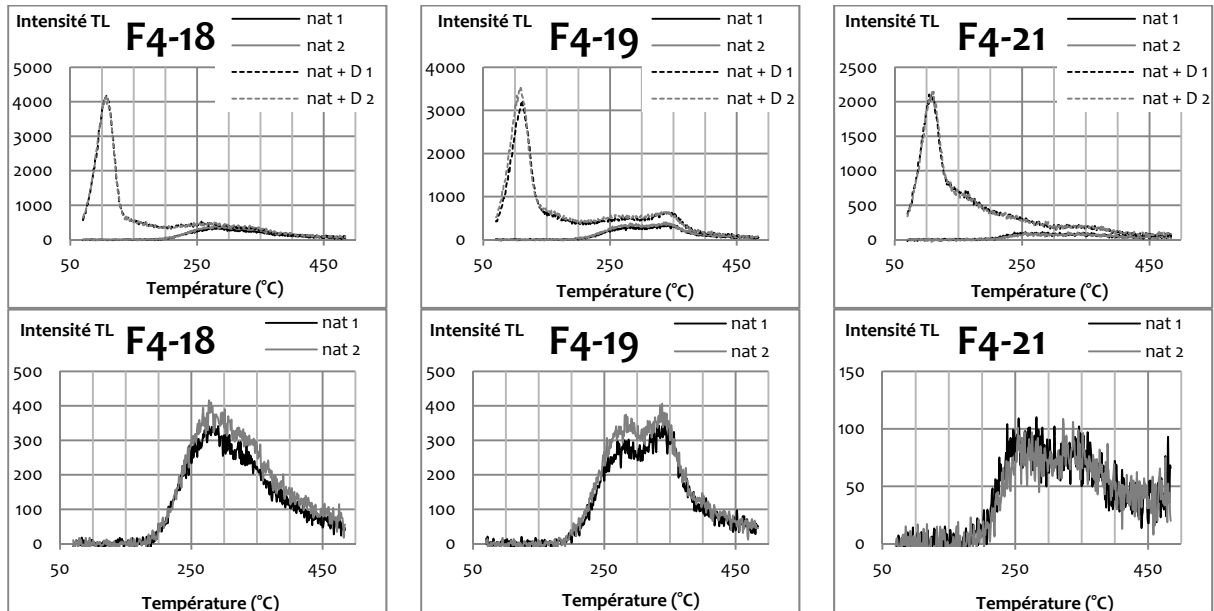 Intensité TL
F4-18
nat 1
nat 2
nat + D 1
nat + D 2
5000
4000
3000
2000
1000
0
50
250
450
Température (°C)
Intensité TL
F4-19
nat 1
nat 2
nat + D 1
nat + D 2
4000
3000
2000
1000
0
50
250
450
Température (°C)
Intensité TL
F4-21
nat 1
nat 2
nat + D 1
nat + D 2
2500
2000
1500
1000
500
0
50
250
450
Température (°C)
Intensité TL
F4-18
nat 1
nat 2
500
400
300
200
100
0
50
250
450
Température (°C)
Intensité TL
F4-19
nat 1
nat 2
500
400
300
200
100
0
50
250
450
Température (°C)
Intensité TL
F4-21
nat 1
nat 2
150
100
50
0
50
250
450
Température (°C)